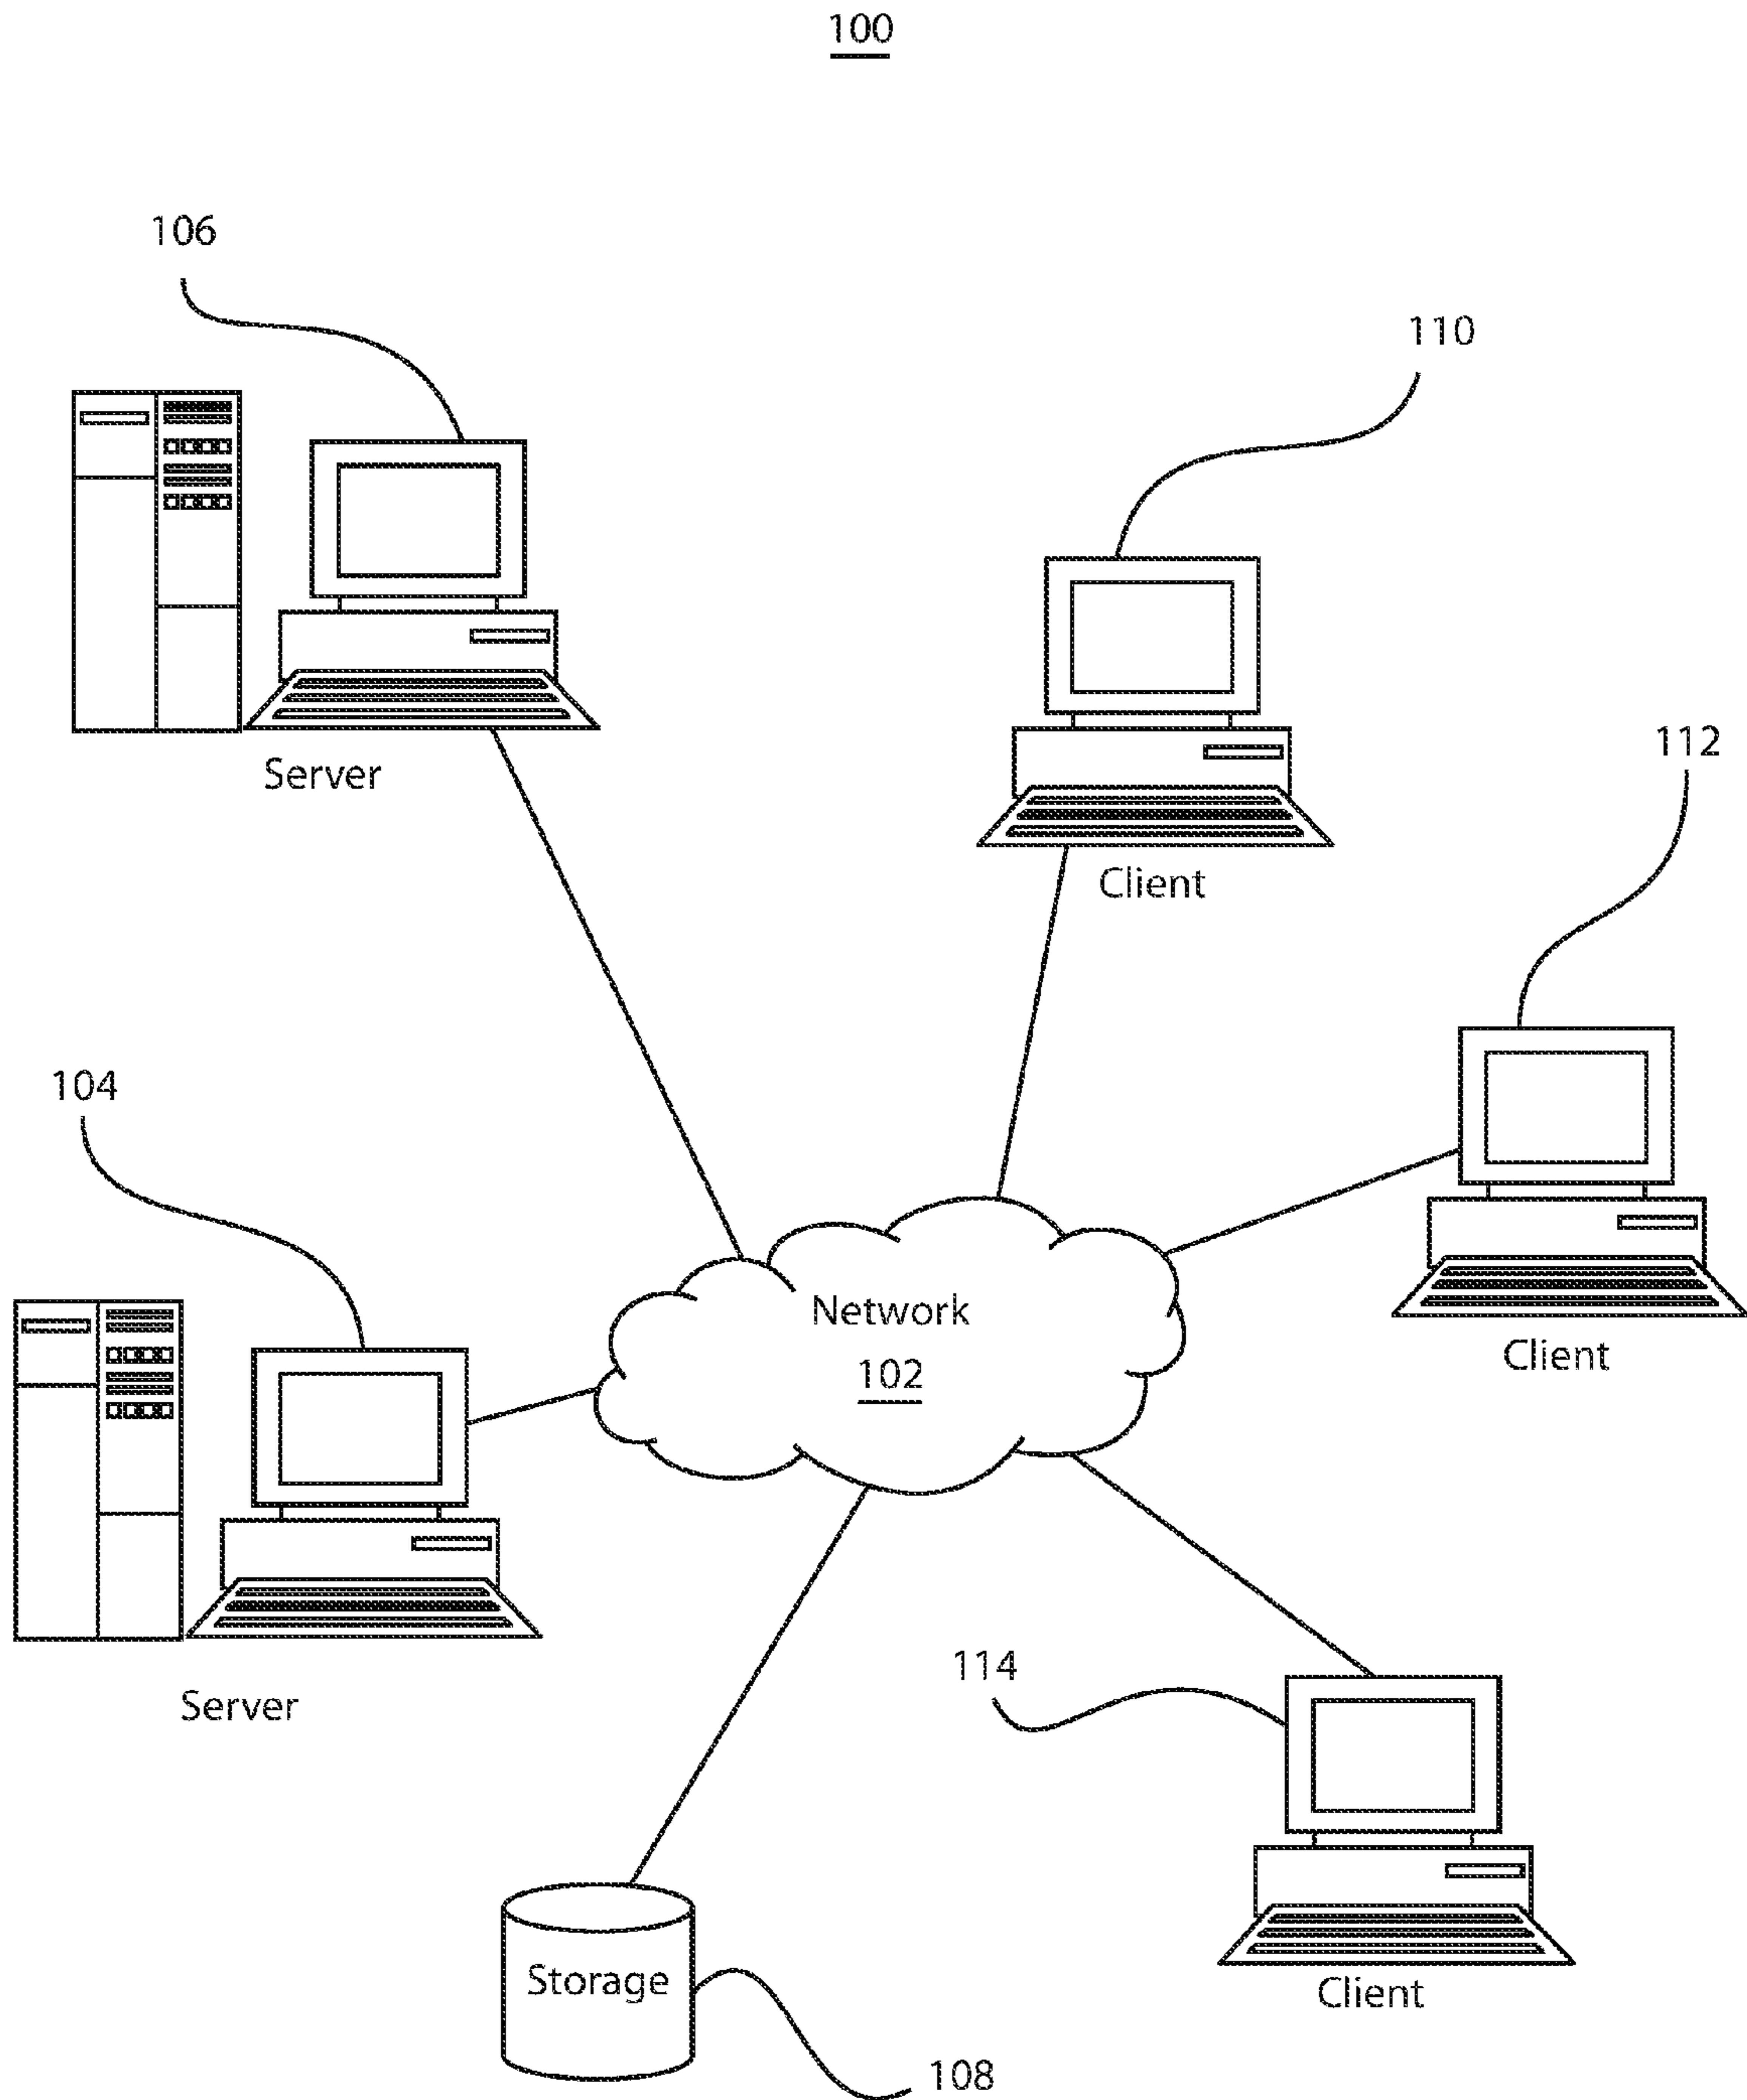 100
106
110
Server
112
Client
104
Network
102
Client
Server
114
Storage
Client
108